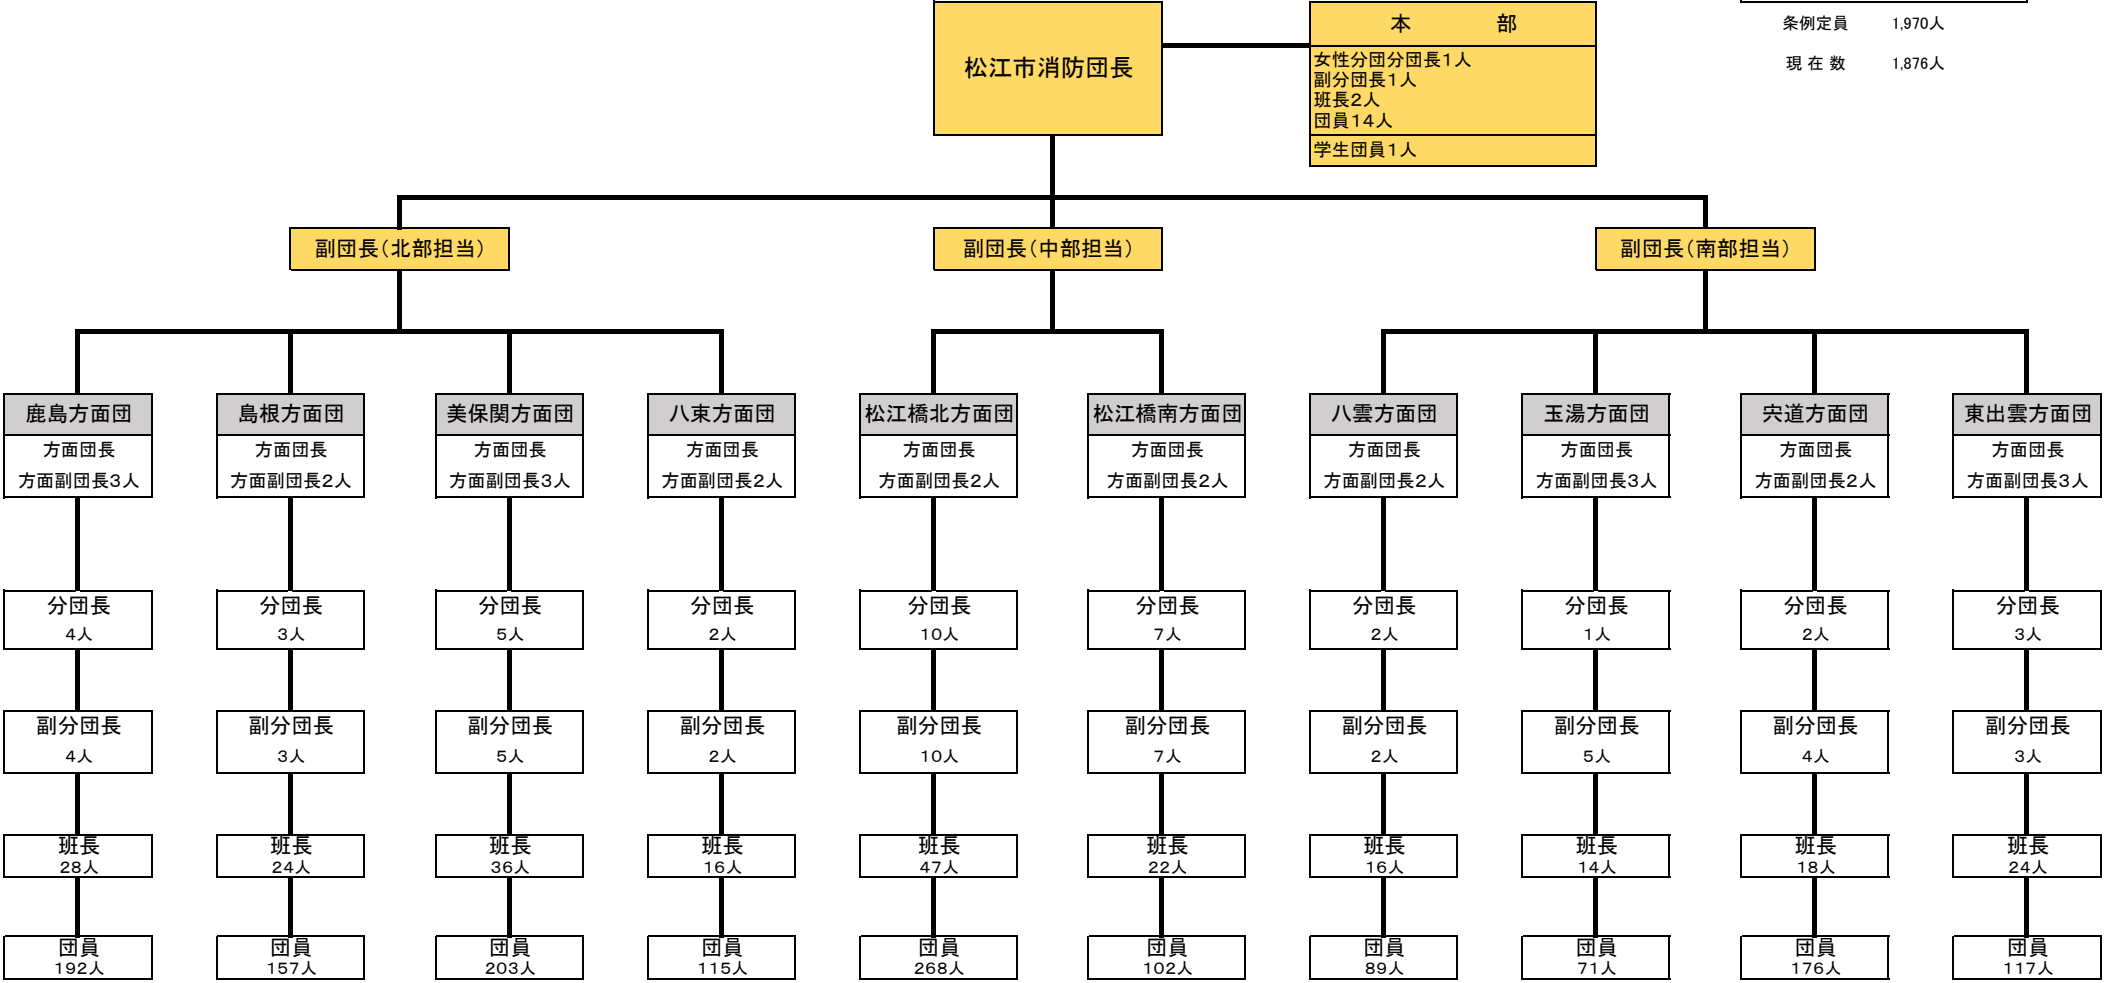 松江市消防団長
本　部
女性分団分団長1人
副分団長1人
班長2人
団員14人
学生団員1人
条例定員 1,970人
現在数 1,876人
副団長（北部担当）
副団長（中部担当）
副団長（南部担当）
鹿島方面団
方面団長
方面副団長3人
分団長
4人
副分団長
4人
班長
28人
団員
192人
島根方面団
方面団長
方面副団長2人
分団長
3人
副分団長
3人
班長
24人
団員
157人
美保関方面団
方面団長
方面副団長3人
分団長
5人
副分団長
5人
班長
36人
団員
203人
八束方面団
方面団長
方面副団長2人
分団長
2人
副分団長
2人
班長
16人
団員
115人
松江橋北方面団
方面団長
方面副団長2人
分団長
10人
副分団長
10人
班長
47人
団員
268人
松江橋南方面団
方面団長
方面副団長2人
分団長
7人
副分団長
7人
班長
22人
団員
102人
八雲方面団
方面団長
方面副団長2人
分団長
2人
副分団長
2人
班長
16人
団員
89人
玉湯方面団
方面団長
方面副団長3人
分団長
1人
副分団長
5人
班長
14人
団員
71人
宍道方面団
方面団長
方面副団長2人
分団長
2人
副分団長
4人
班長
18人
団員
176人
東出雲方面団
方面団長
方面副団長3人
分団長
3人
副分団長
3人
班長
24人
団員
117人